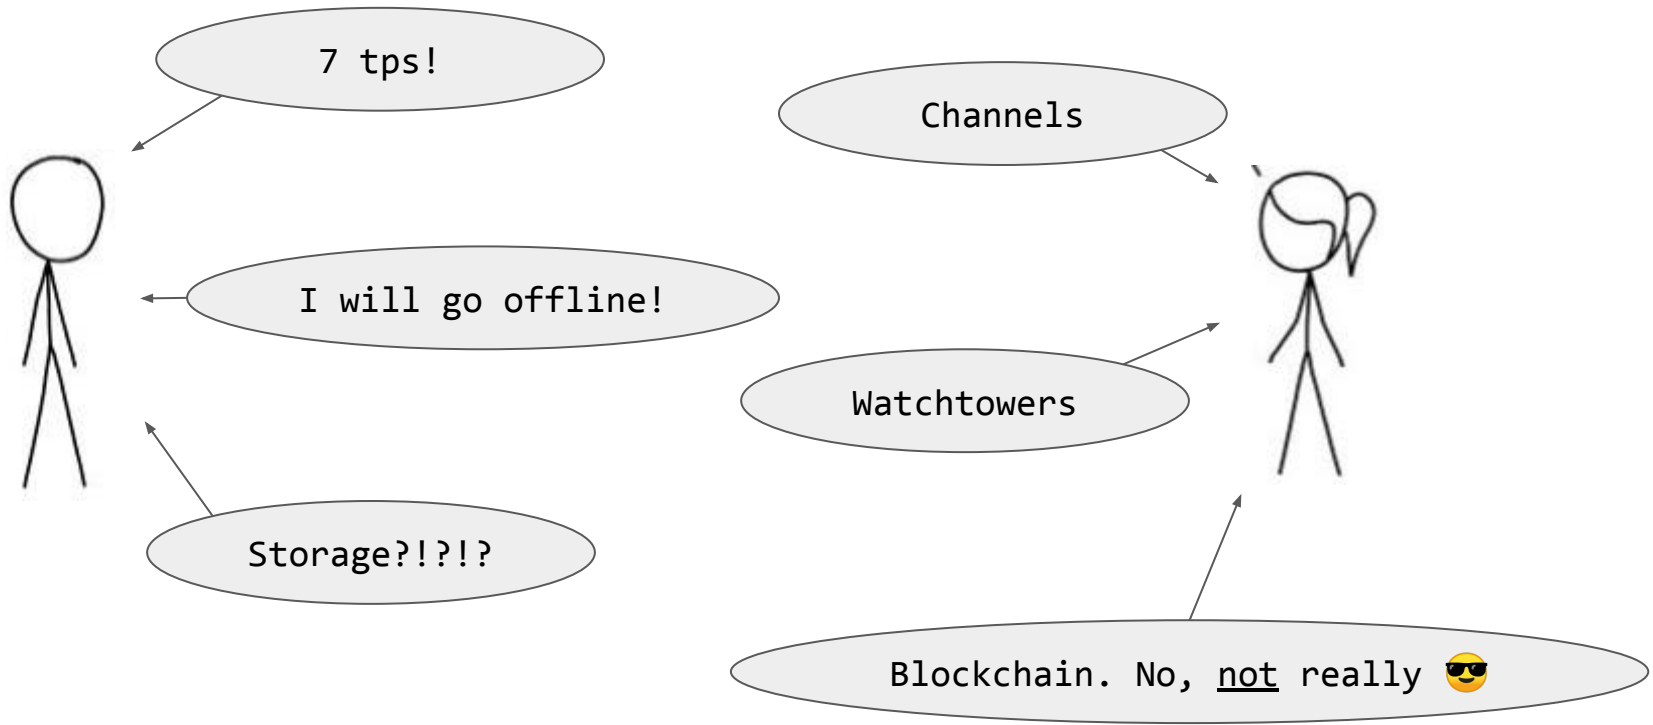 7 tps!
Channels
I will go offline!
Watchtowers
Storage?!?!?
Blockchain. No, not really 😎